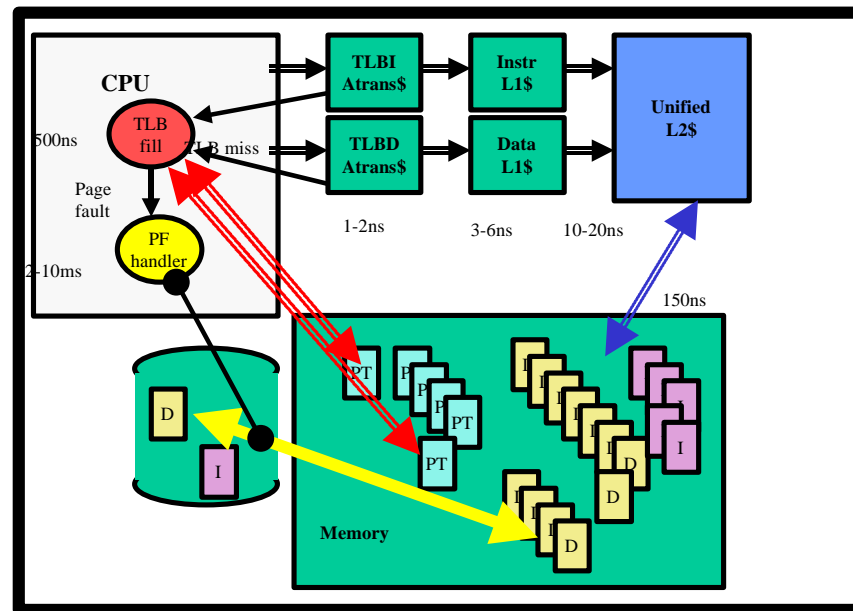 CPU
TLBI
Atrans$
Instr
L1$
Unified
L2$
TLB
fill
500ns
TLB miss
TLBD
Atrans$
Data
L1$
Page
fault
1-2ns
3-6ns
10-20ns
PF
handler
2-10ms
150ns
PT
P
P
P
PT
PT
D
D
D
D
D
I
I
D
I
D
D
Memory